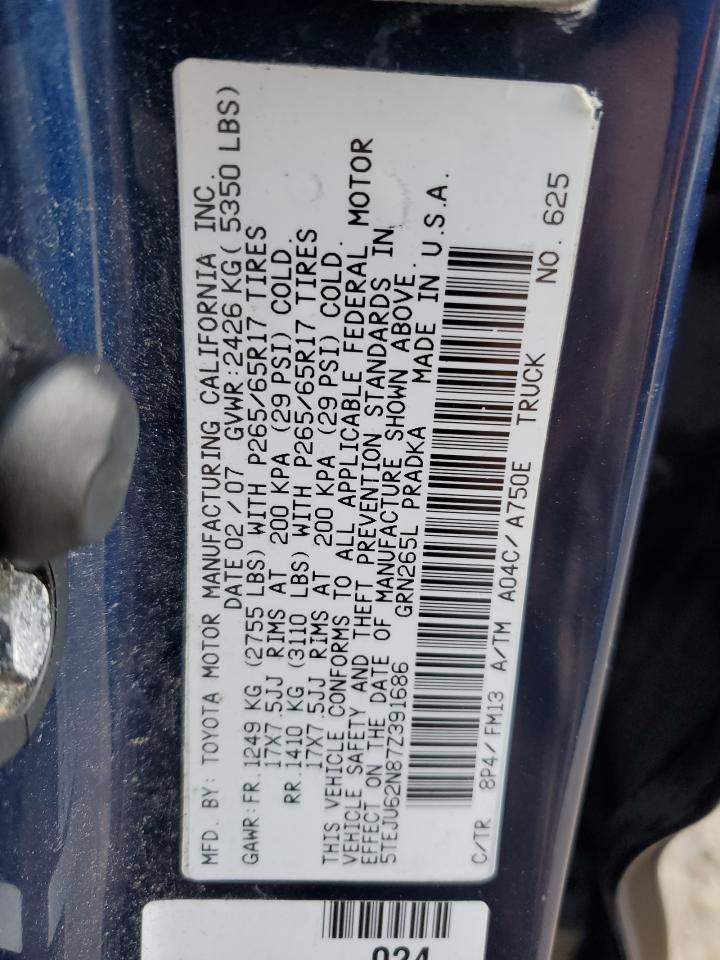 MFD. BY: TOYOTA MOTOR MANUFACTURING CALIFORNIA INC.
DATE 02/07 GVWR: 2426 KG( 5350 LBS)
GAWR: FR. 1249 KG (2755 LBS) WITH P265/65R17 TIRES
17X7.5JJ RIMS AT 200 KPA (29 PSI) COLD.
RR. 1410 KG (3110 LBS) WITH P265/65R17 TIRES
17X7.5JJ RIMS AT 200 KPA (29 PSI) COLD.
THIS VEHICLE CONFORMS TO ALL APPLICABLE FEDERAL MOTOR
VEHICLE SAFETY AND THEFT PREVENTION STANDARDS IN
EFFECT ON THE DATE OF MANUFACTURE SHOWN ABOVE.
5TEJU62N87Z391686 GRN265L PRADKA MADE IN U.S.A.
C/TR 8P4/FM13 A/TM A04C/A750E TRUCK NO. 625